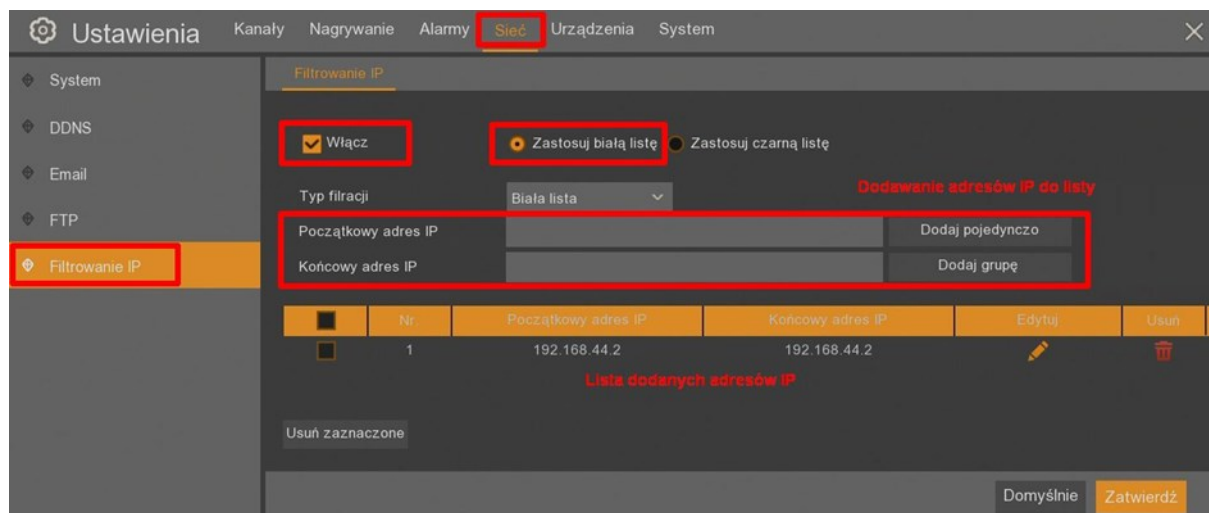 Ustawienia Kanały Nagrywanie Alarmy Sieć Urządzenia System
System
DDNS
Email
FTP
Filtrowanie IP
Filtrowanie IP
Włącz Zastosuj białą listę Zastosuj czarną listę
Dodawanie adresów IP do listy
Typ filracji Biała lista
Początkowy adres IP Dodaj pojedynczo
Końcowy adres IP Dodaj grupę
Nr. Początkowy adres IP Końcowy adres IP Edytuj Usuń
1 192.168.44.2 192.168.44.2
Lista dodanych adresów IP
Usuń zaznaczone
Domyślnie Zatwierdź